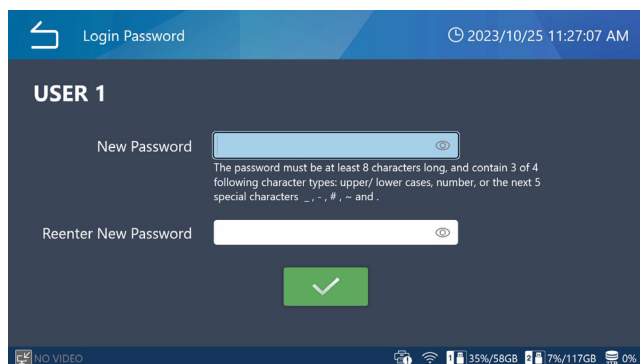 Login Password
2023/10/25 11:27:07 AM
USER 1
New Password
The password must be at least 8 characters long, and contain 3 of 4
following character types: upper/ lower cases, number, or the next 5
special characters _ , - , # , ~ and .
Reenter New Password
NO VIDEO
1 35%/58GB 2 7%/117GB 0%